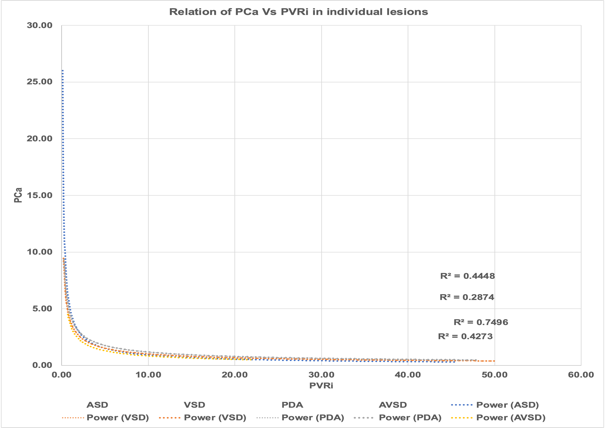 Relation of PCa Vs PVRi in individual lesions
30.00
25.00
20.00
15.00
10.00
5.00
0.00
PCa
R² = 0.4448
R² = 0.2874
R² = 0.7496
R² = 0.4273
0.00 10.00 20.00 30.00 40.00 50.00 60.00
PVRi
ASD VSD PDA AVSD Power (ASD)
Power (VSD) Power (VSD) Power (PDA) Power (PDA) Power (AVSD)